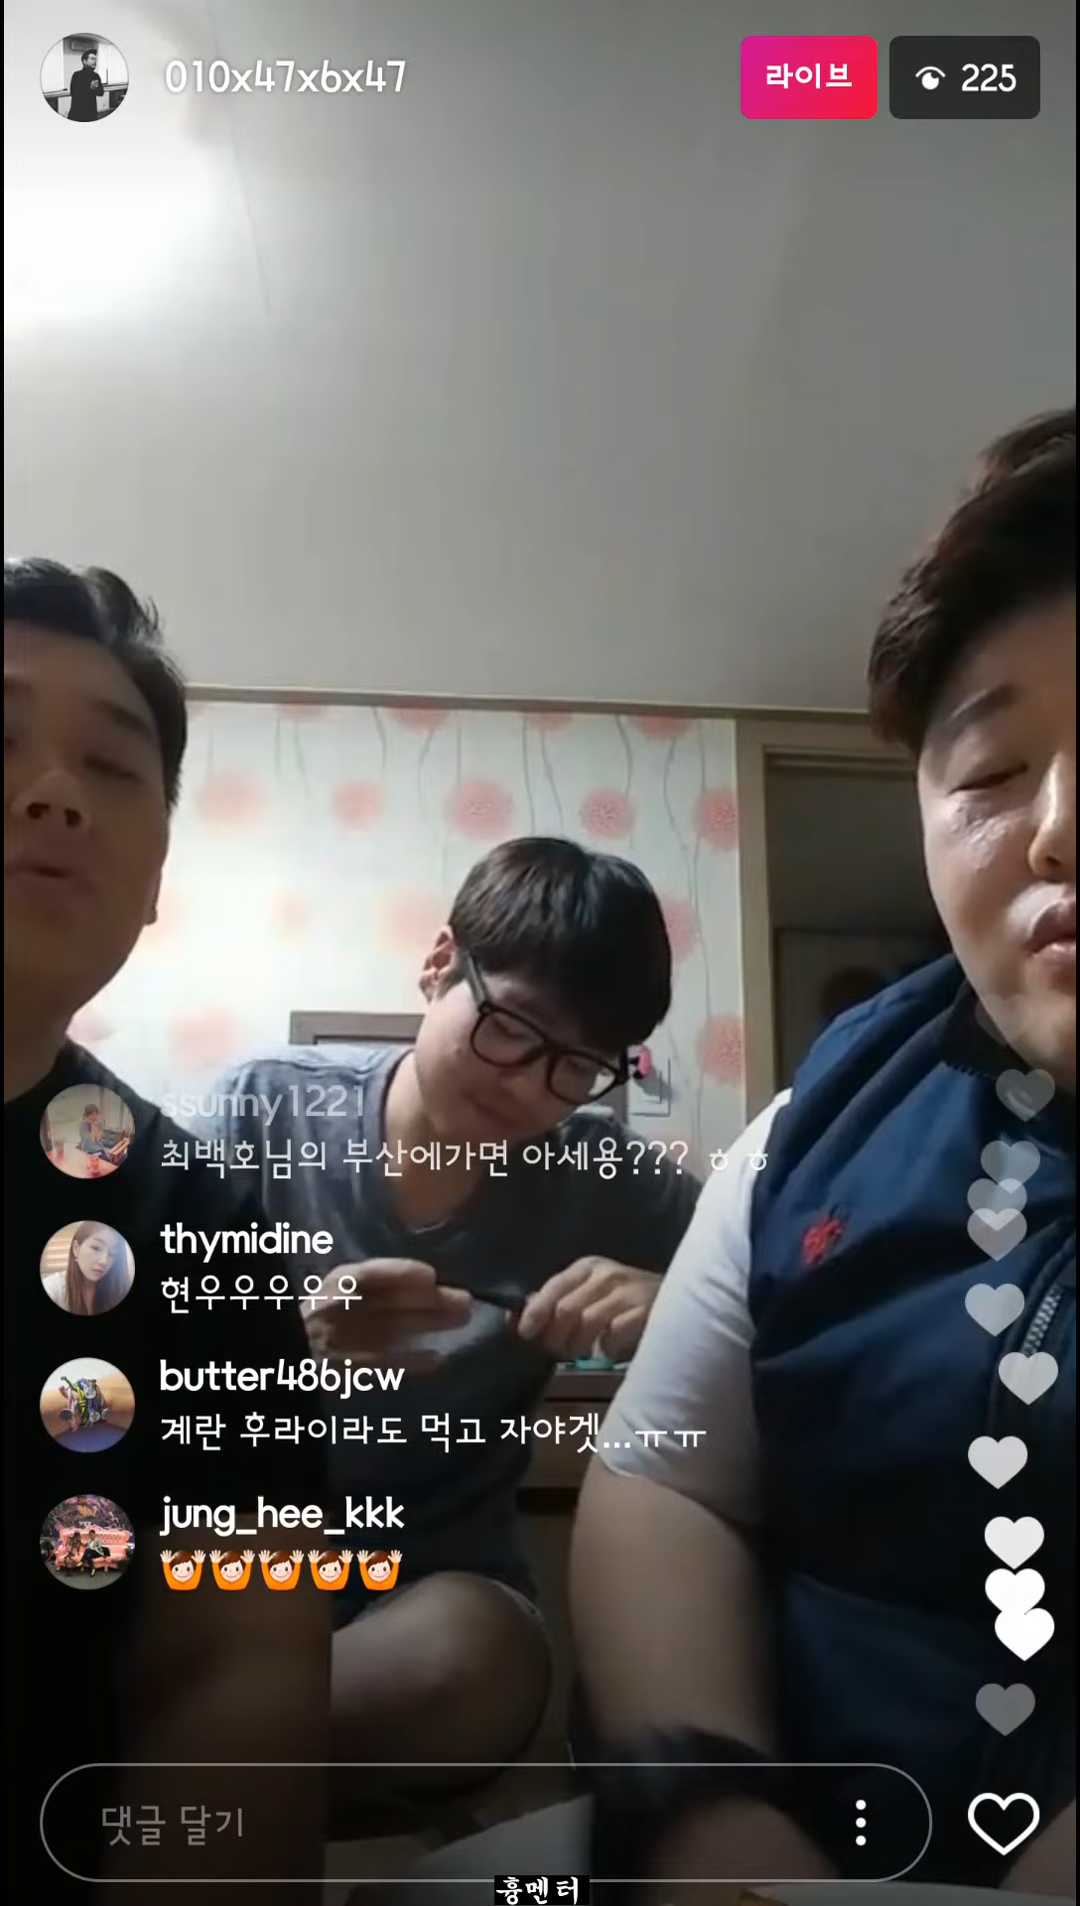 010x47x6x47
라이브
225
ssunny1221
최백호님의 부산에가면 아세용??? ㅎ ㅎ
thymidine
현우우우우우
butter486jcw
계란 후라이라도 먹고 자야겟...ㅠㅠ
jung_hee_kkk
🙌🙌🙌🙌🙌
댓글 달기
흥멘터